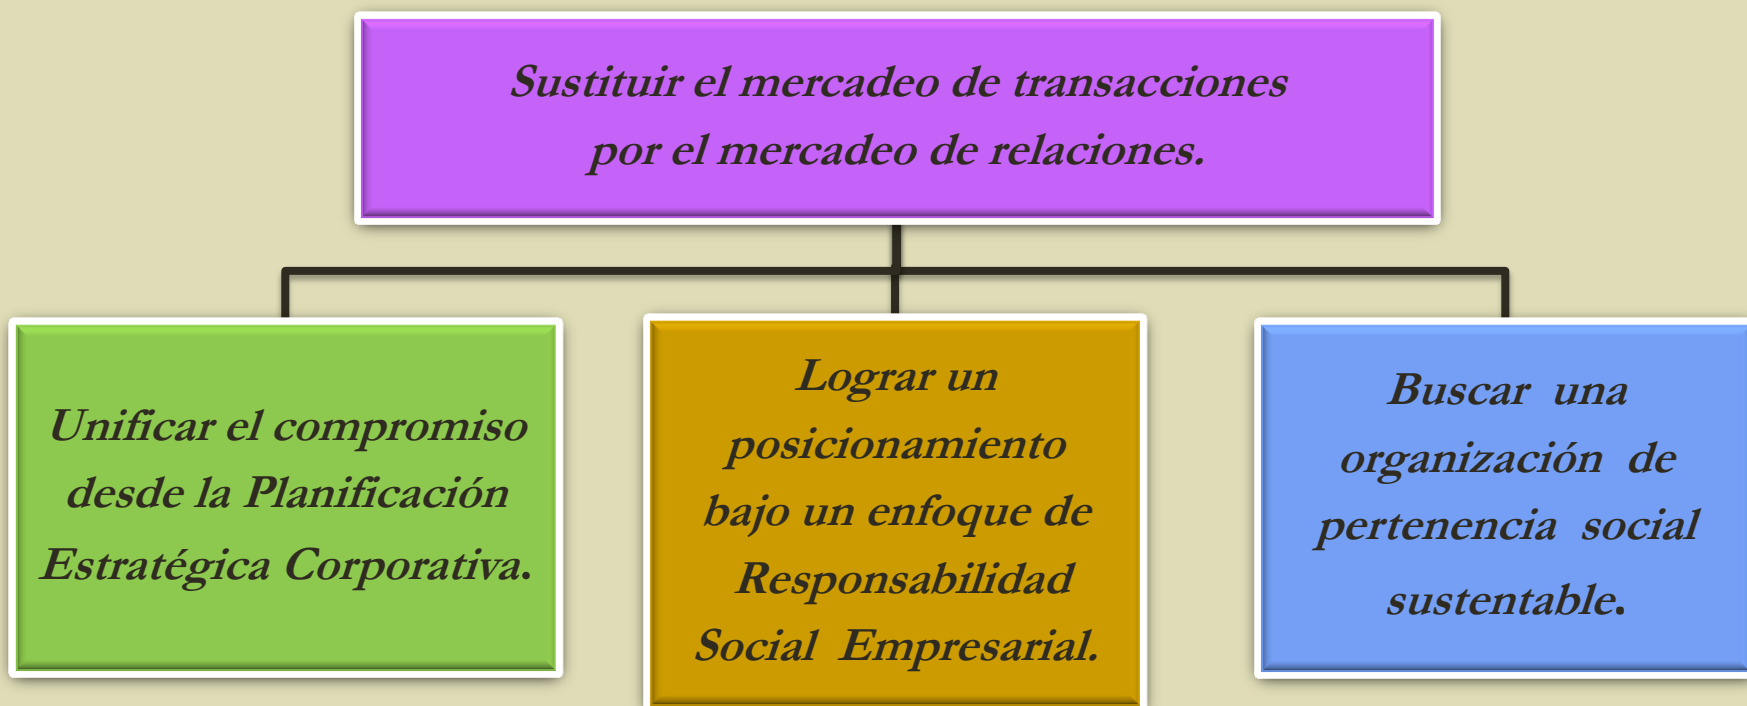 Sustituir el mercadeo de transacciones
por el mercadeo de relaciones.
Unificar el compromiso
desde la Planificación
Estratégica Corporativa.
Lograr un
posicionamiento
bajo un enfoque de
Responsabilidad
Social Empresarial.
Buscar una
organización de
pertenencia social
sustentable.